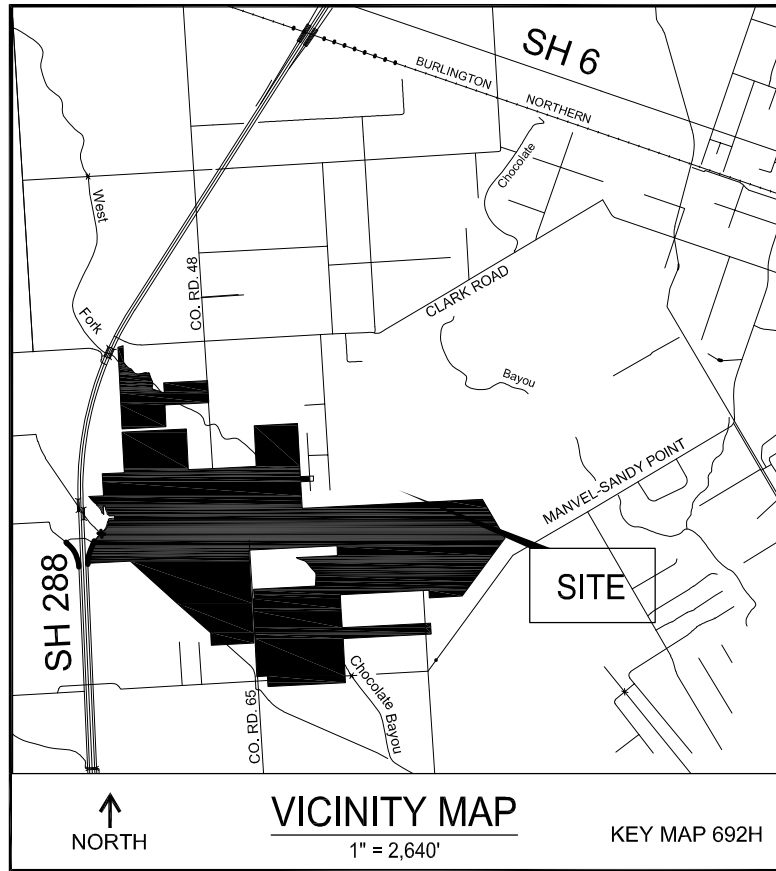 SH 6
BURLINGTON
NORTHERN
Chocolate
West
CO. RD. 48
CLARK ROAD
Fork
Bayou
MANVEL-SANDY POINT
SITE
SH 288
Chocolate
Bayou
CO. RD. 65
NORTH
VICINITY MAP
1" = 2,640'
KEY MAP 692H